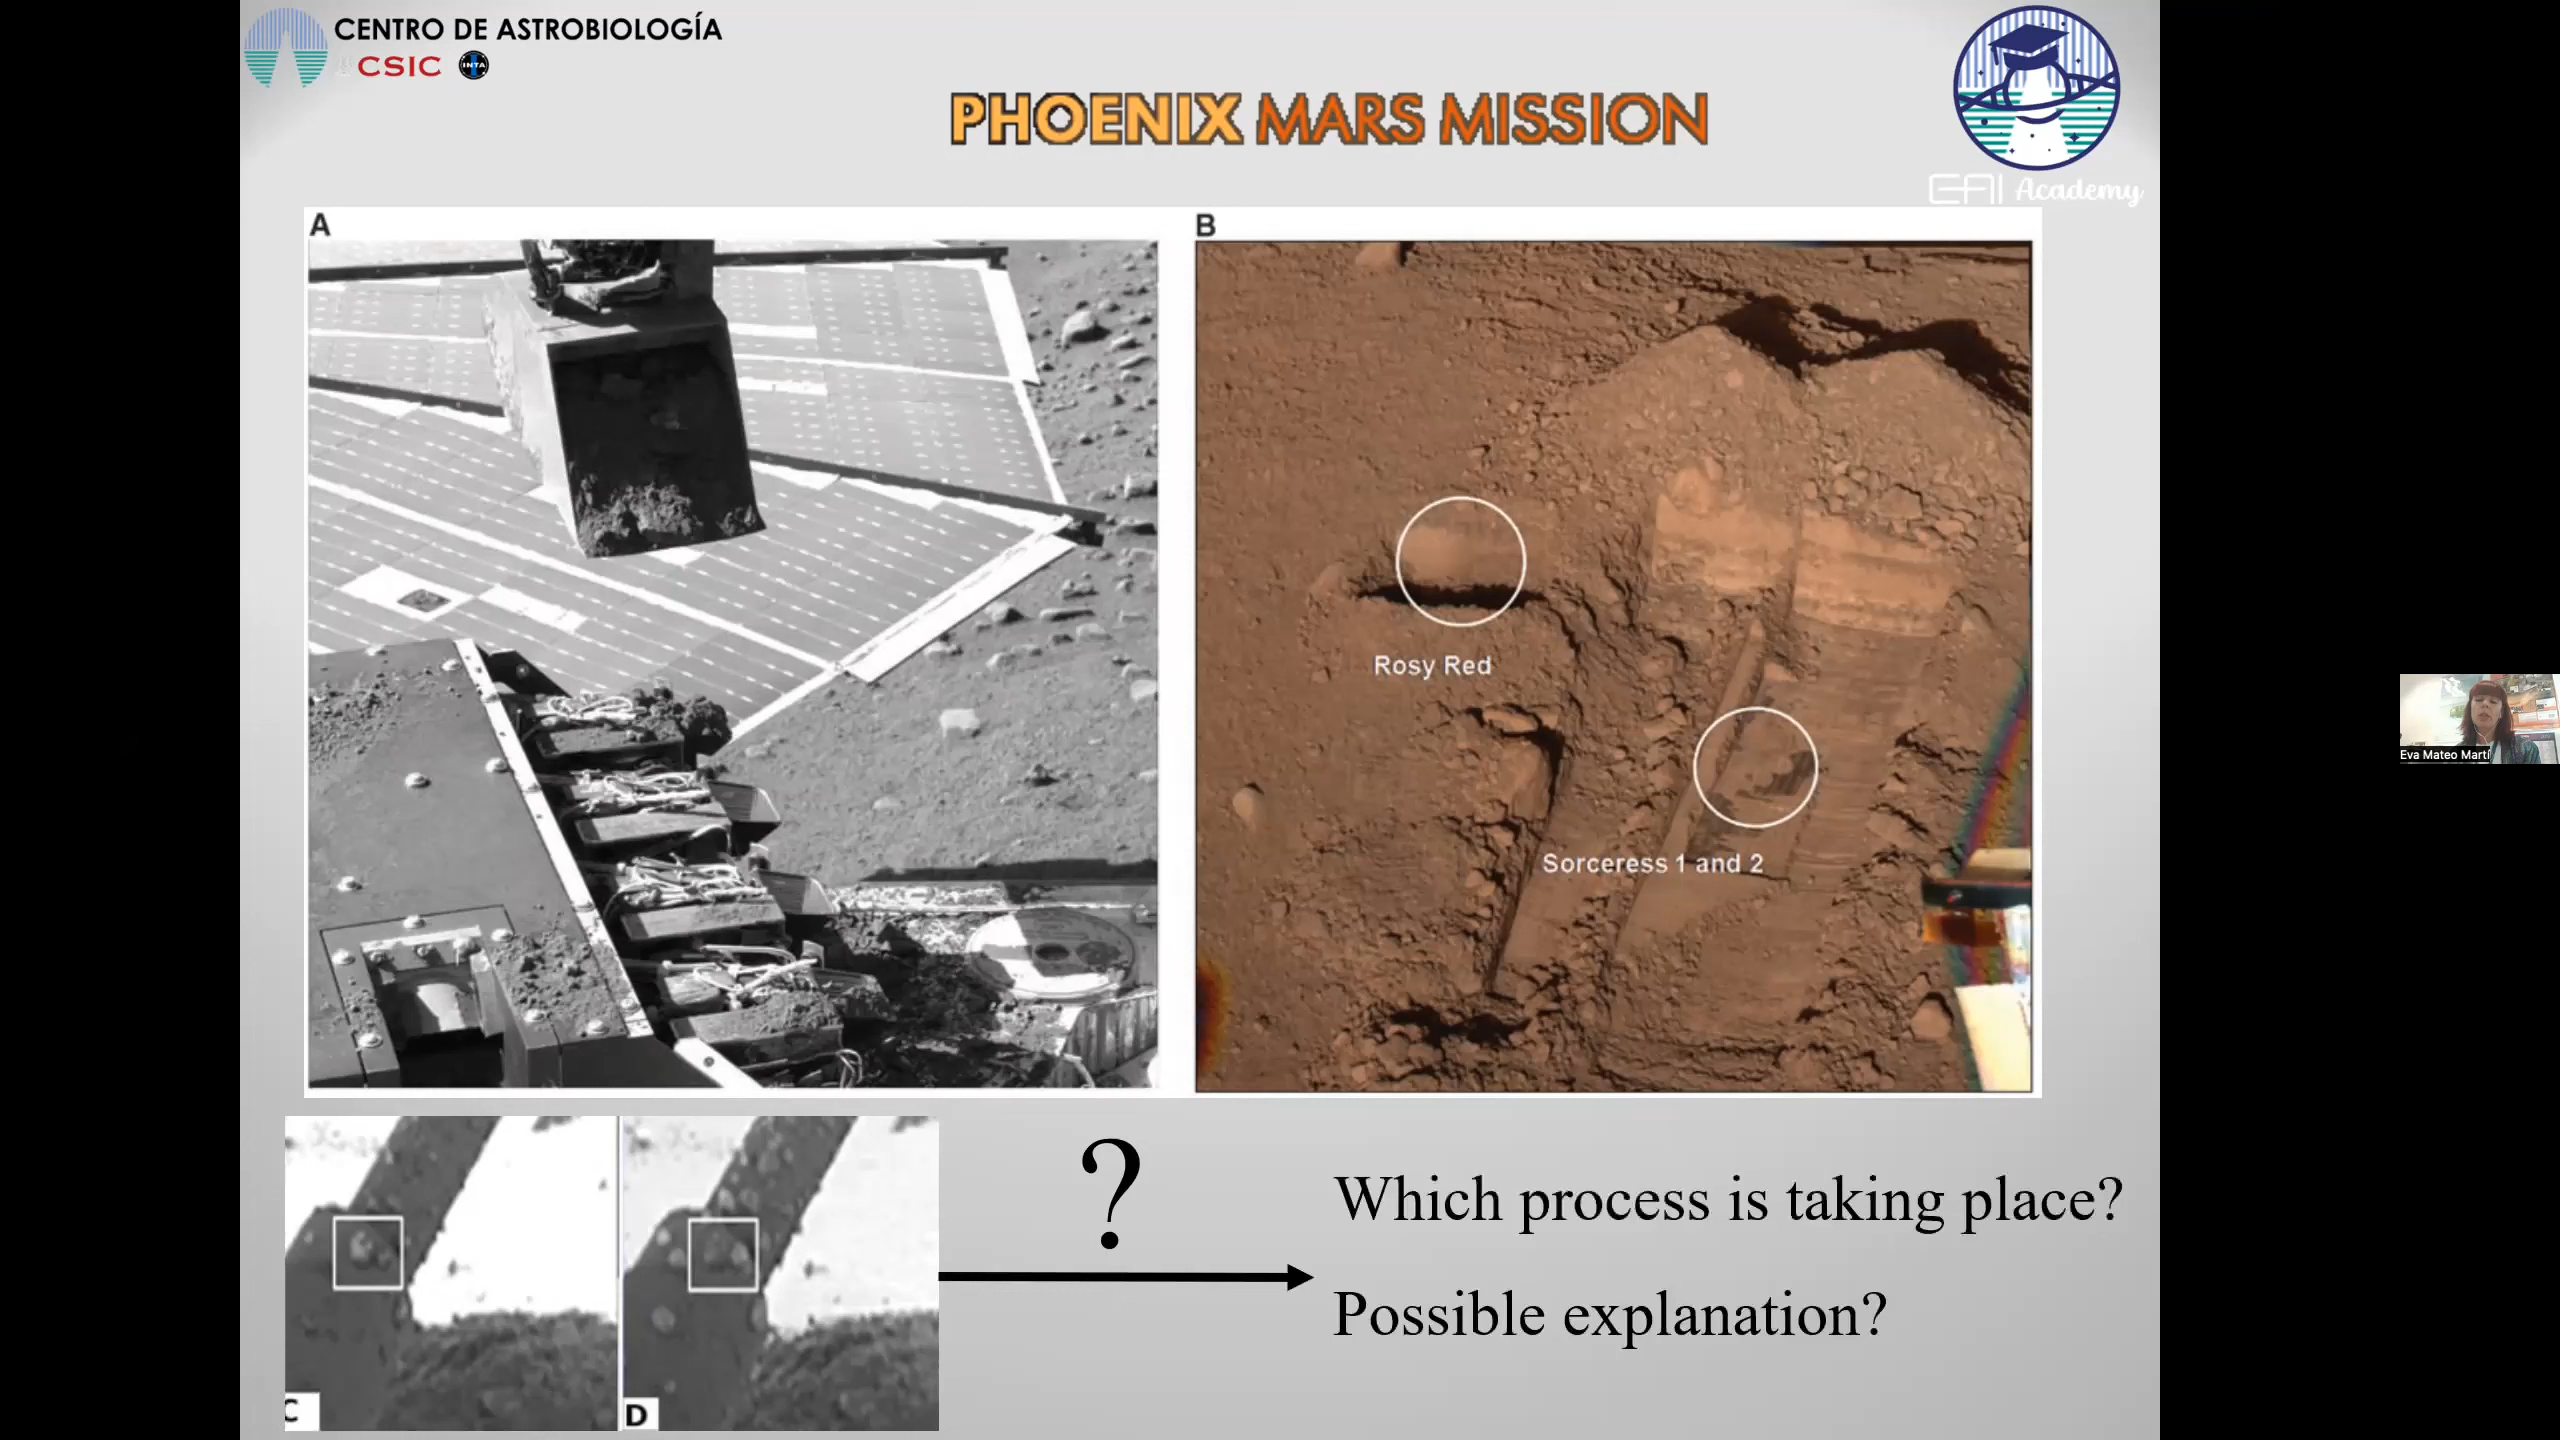 CENTRO DE ASTROBIOLOGÍA
CSIC INTA
PHOENIX MARS MISSION
EAI Academy
A
B
Rosy Red
Sorceress 1 and 2
Eva Mateo Martí
C
D
?
Which process is taking place?
Possible explanation?